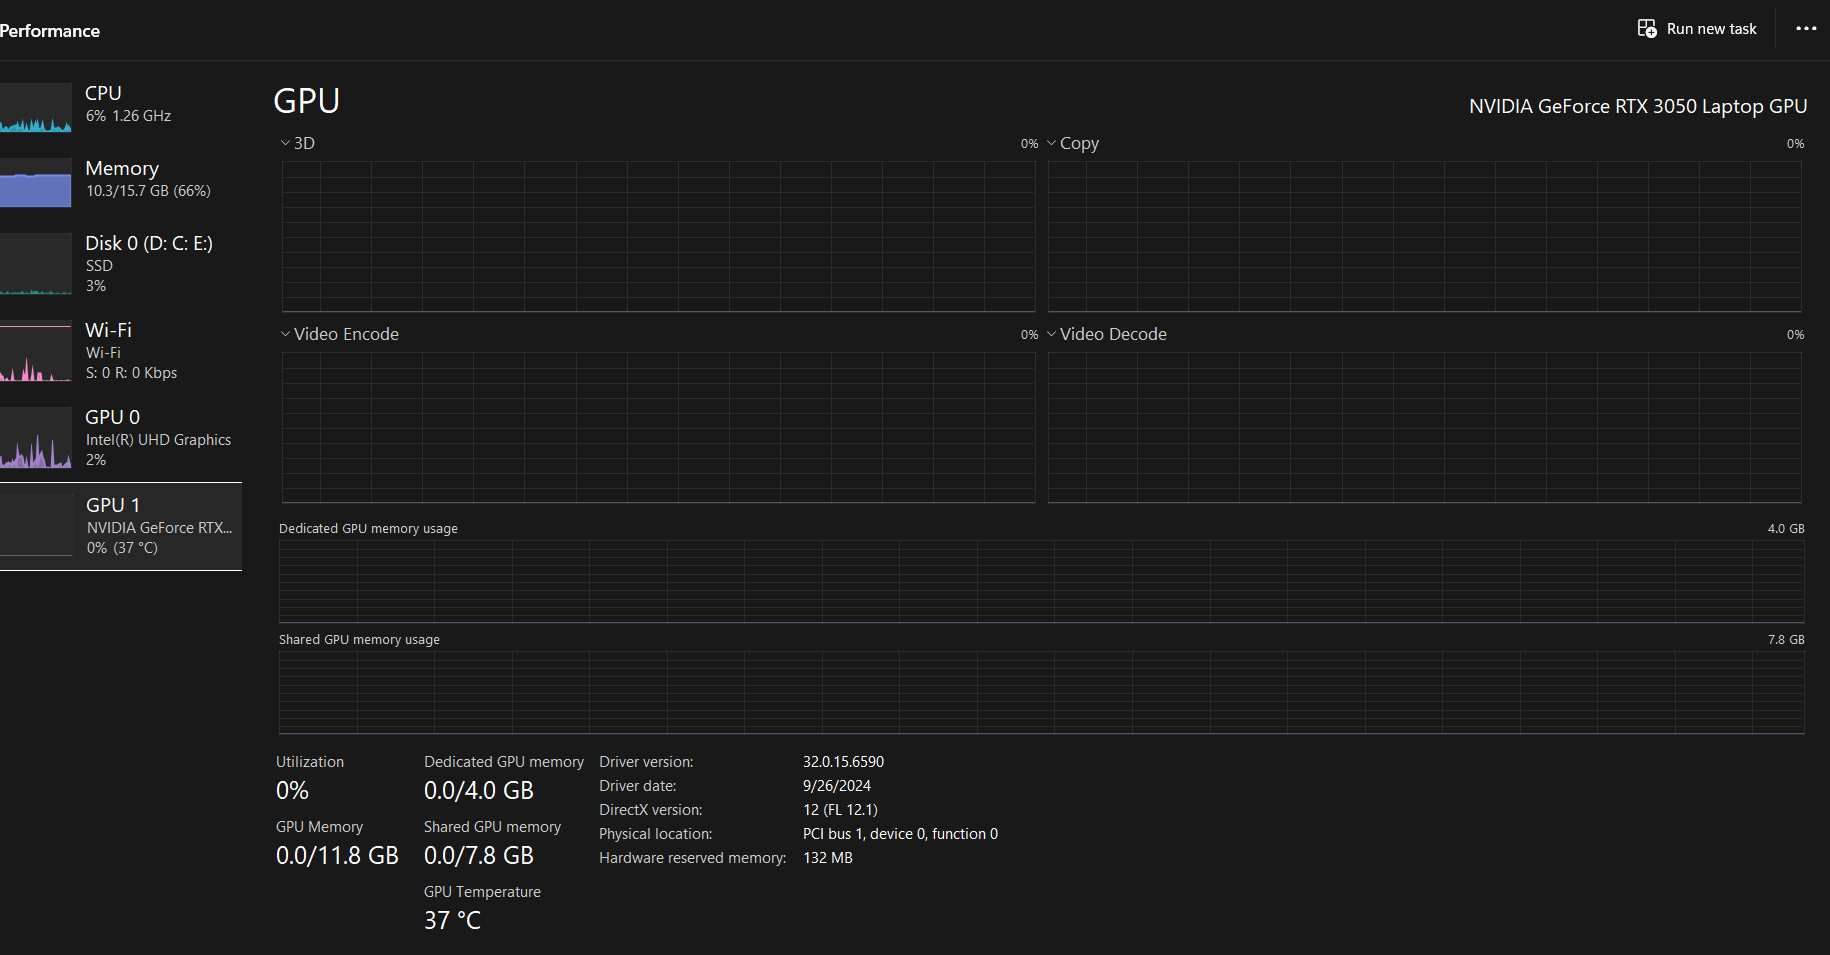 Performance
Run new task
CPU
6% 1.26 GHz
Memory
10.3/15.7 GB (66%)
Disk 0 (D: C: E:)
SSD
3%
Wi-Fi
Wi-Fi
S: 0 R: 0 Kbps
GPU 0
Intel(R) UHD Graphics
2%
GPU 1
NVIDIA GeForce RTX...
0% (37 °C)
GPU
NVIDIA GeForce RTX 3050 Laptop GPU
3D 0%
Copy 0%
Video Encode 0%
Video Decode 0%
Dedicated GPU memory usage 4.0 GB
Shared GPU memory usage 7.8 GB
Utilization
0%
Dedicated GPU memory
0.0/4.0 GB
GPU Memory
0.0/11.8 GB
Shared GPU memory
0.0/7.8 GB
GPU Temperature
37 °C
Driver version: 32.0.15.6590
Driver date: 9/26/2024
DirectX version: 12 (FL 12.1)
Physical location: PCI bus 1, device 0, function 0
Hardware reserved memory: 132 MB